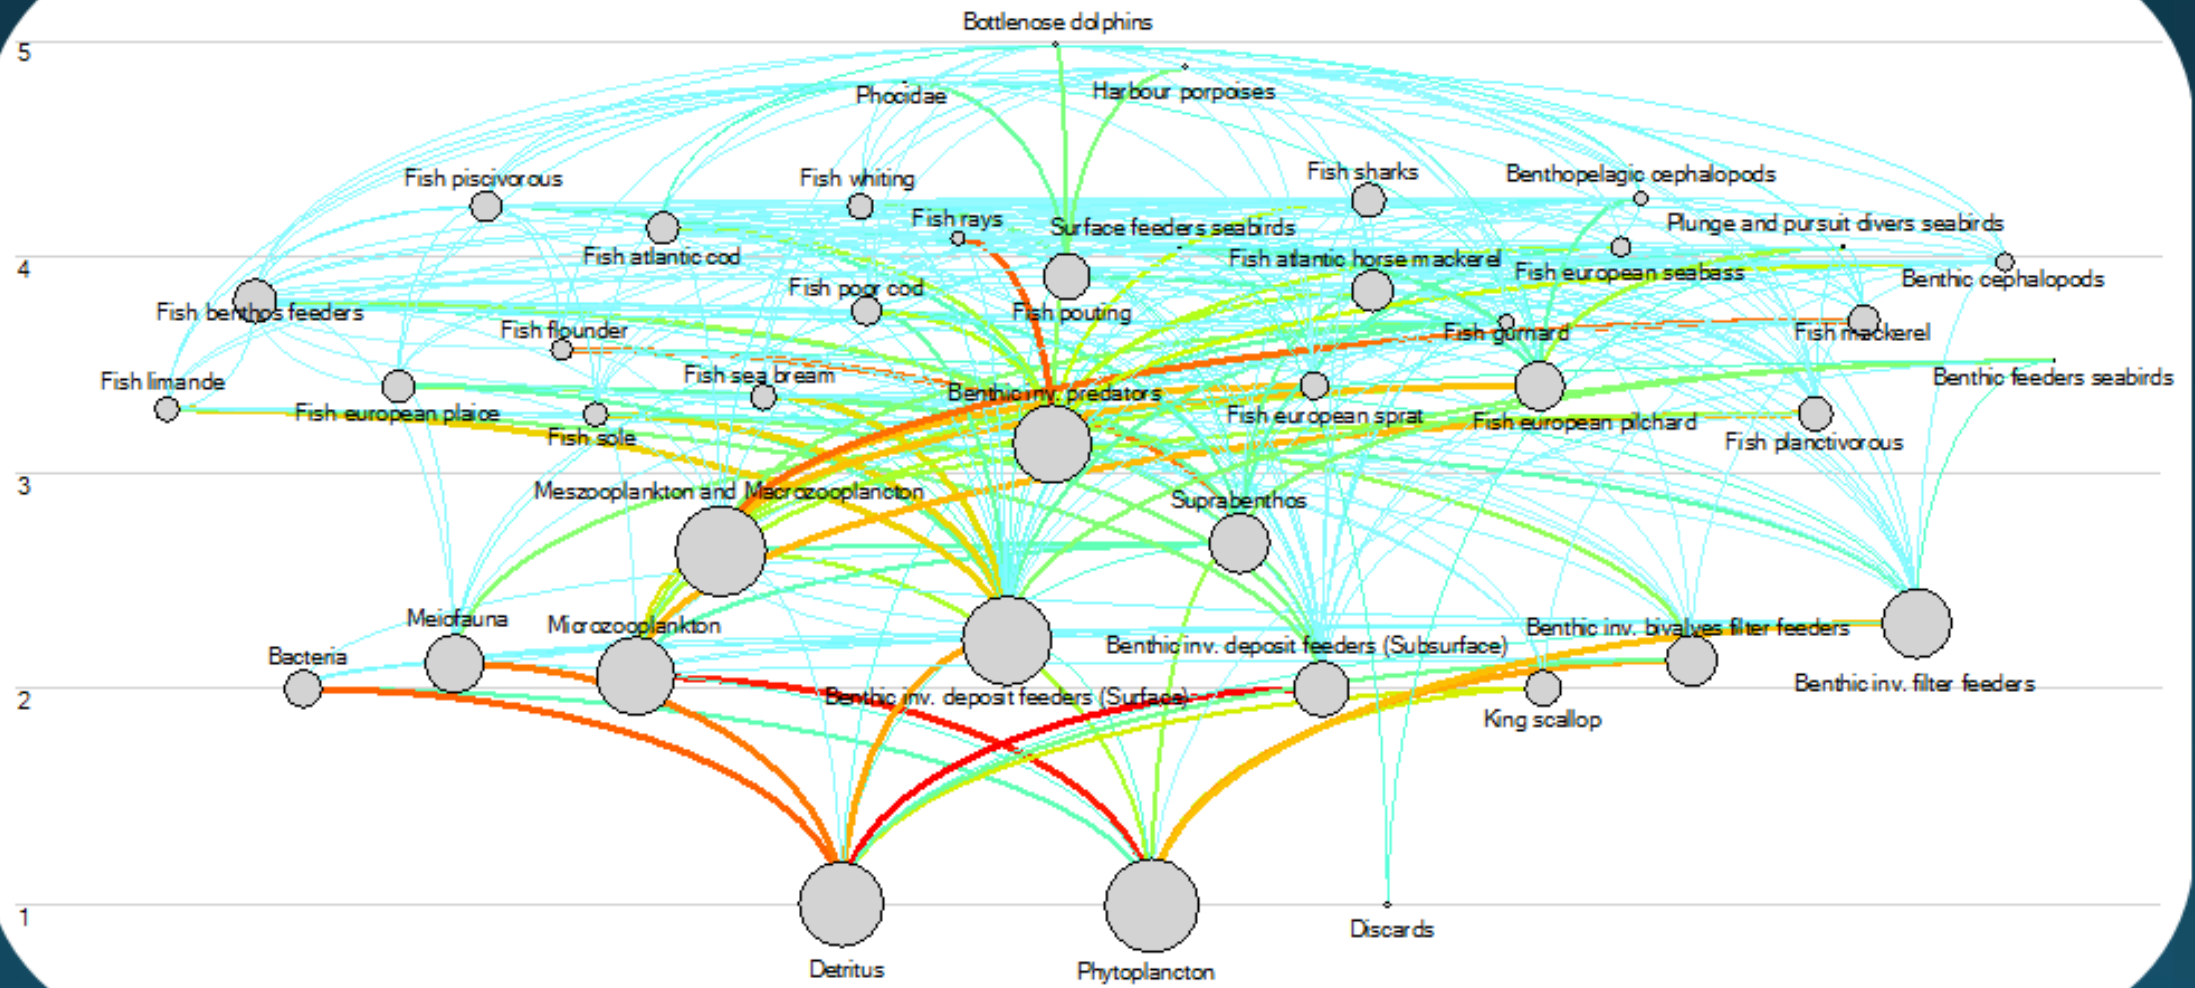 Bottlenose dolphins
5
Harbour porpoises
Phocidae
Fish piscivorous
Fish whiting
Fish sharks
Benthopelagic cephalopods
Fish rays
Surface feeders seabirds
Plunge and pursuit divers seabirds
Fish atlantic cod
Fish atlantic horse mackerel
4
Fish european seabass
Benthic cephalopods
Fish poor cod
Fish benthos feeders
Fish pouting
Fish flounder
Fish gurnard
Fish mackerel
Fish sea bream
Benthic feeders seabirds
Fish limande
Benthic inv. predators
Fish european plaice
Fish european sprat
Fish european pilchard
Fish sole
Fish planctivorous
3
Meszooplankton and Macrozooplancton
Suprabenthos
Meiofauna
Microzooplankton
Benthic inv. bivalves filter feeders
Benthic inv. deposit feeders (Subsurface)
Bacteria
Benthic inv. filter feeders
2
Benthic inv. deposit feeders (Surface)
King scallop
1
Discards
Detritus
Phytoplancton